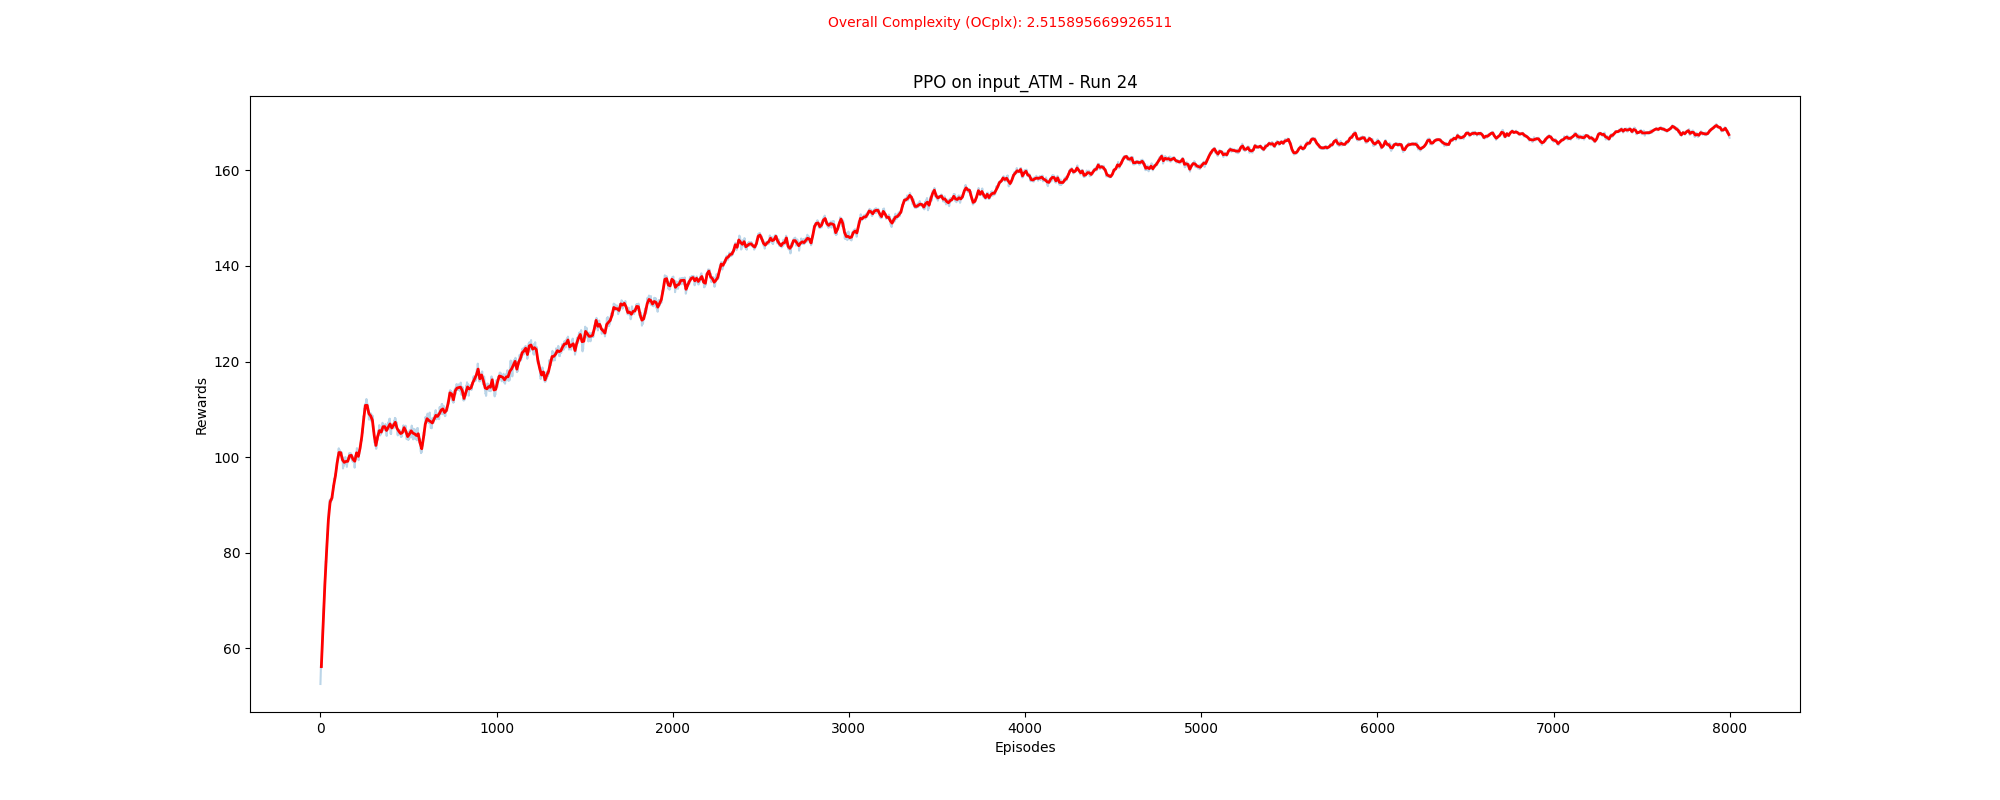 Overall Complexity (OCplx): 2.515895669926511
PPO on input_ATM - Run 24
160
140
120
100
80
60
Rewards
0 1000 2000 3000 4000 5000 6000 7000 8000
Episodes